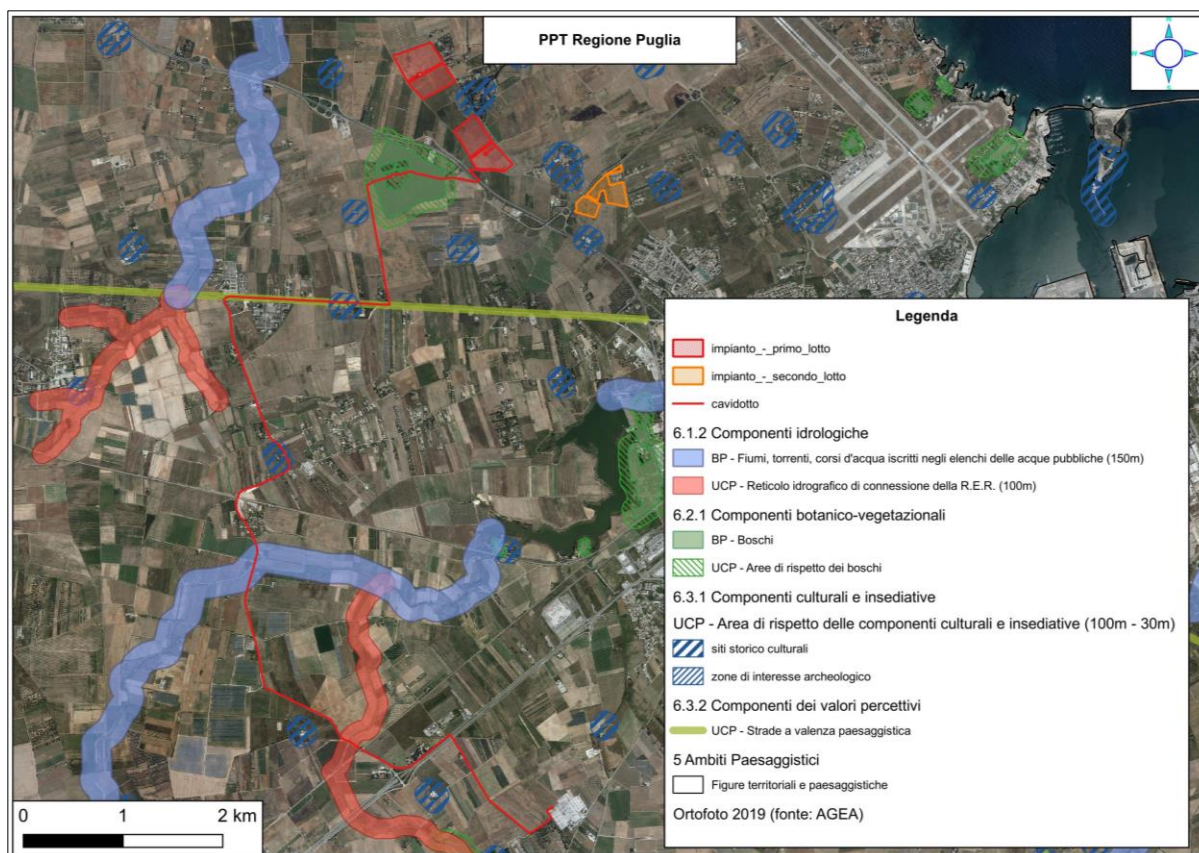 PPT Regione Puglia
Legenda
impianto_-_primo_lotto
impianto_-_secondo_lotto
cavidotto
6.1.2 Componenti idrologiche
BP - Fiumi, torrenti, corsi d'acqua iscritti negli elenchi delle acque pubbliche (150m)
UCP - Reticolo idrografico di connessione della R.E.R. (100m)
6.2.1 Componenti botanico-vegetazionali
BP - Boschi
UCP - Aree di rispetto dei boschi
6.3.1 Componenti culturali e insediative
UCP - Area di rispetto delle componenti culturali e insediative (100m - 30m)
siti storico culturali
zone di interesse archeologico
6.3.2 Componenti dei valori percettivi
UCP - Strade a valenza paesaggistica
5 Ambiti Paesaggistici
Figure territoriali e paesaggistiche
Ortofoto 2019 (fonte: AGEA)
0 1 2 km